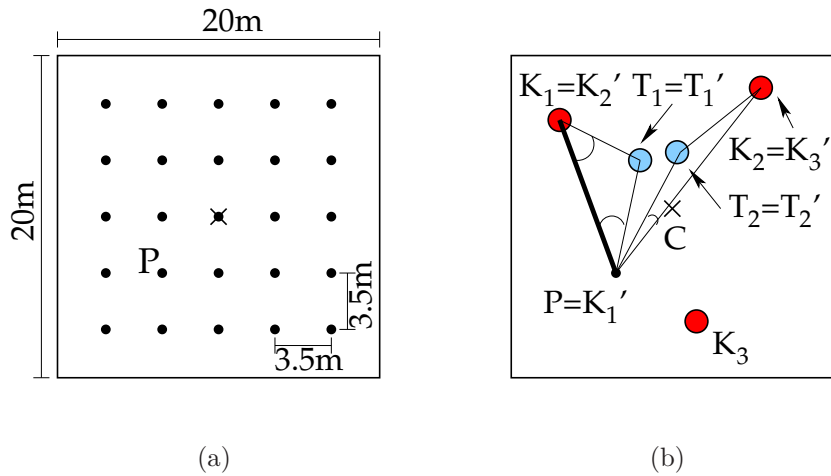 20m
20m
P
3.5m
3.5m
(a)
K₁=K₂′ T₁=T₁′
K₂=K₃′
T₂=T₂′
C
P=K₁′
K₃
(b)